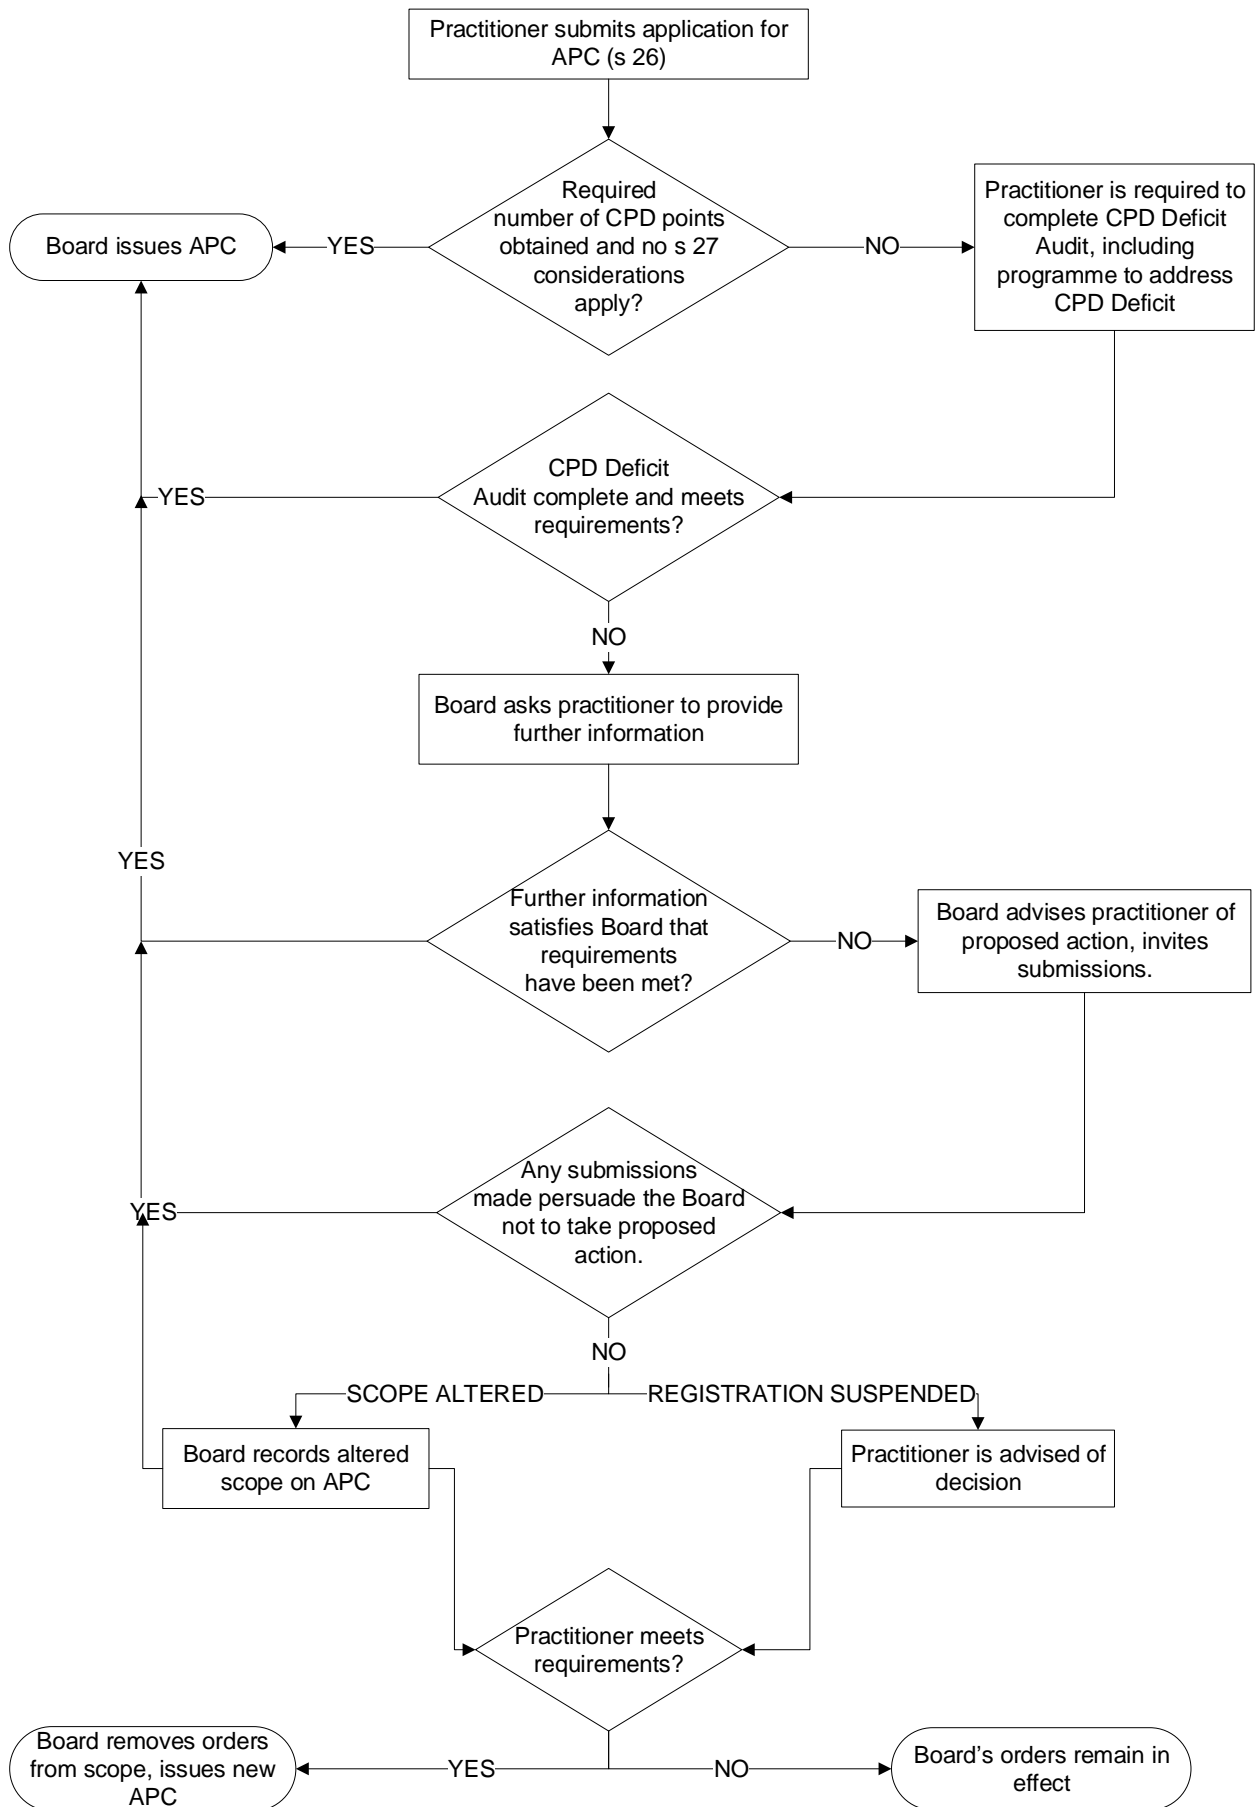 Practitioner submits application for
APC (s 26)
Required
number of CPD points
obtained and no s 27
considerations
apply?
YES
Board issues APC
NO
Practitioner is required to
complete CPD Deficit
Audit, including
programme to address
CPD Deficit
CPD Deficit
Audit complete and meets
requirements?
YES
NO
Board asks practitioner to provide
further information
Further information
satisfies Board that
requirements
have been met?
YES
NO
Board advises practitioner of
proposed action, invites
submissions.
Any submissions
made persuade the Board
not to take proposed
action.
YES
NO
SCOPE ALTERED
REGISTRATION SUSPENDED
Board records altered
scope on APC
Practitioner is advised of
decision
Practitioner meets
requirements?
YES
NO
Board removes orders
from scope, issues new
APC
Board’s orders remain in
effect